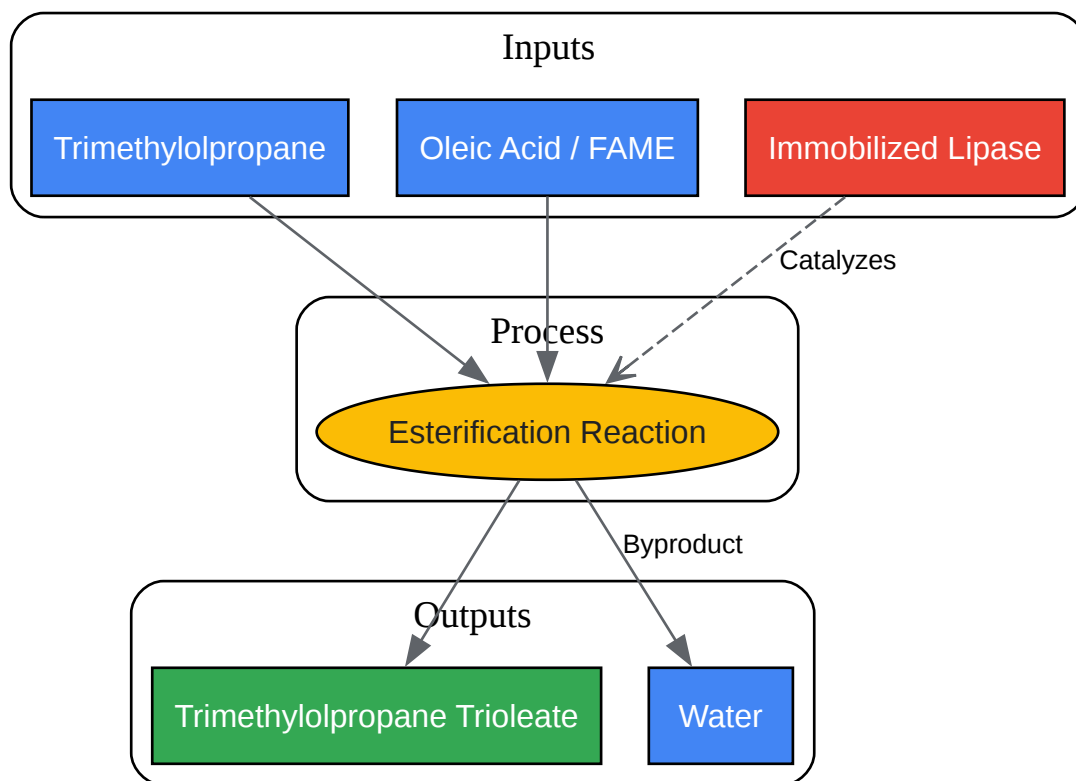 Inputs
Trimethylolpropane
Oleic Acid / FAME
Immobilized Lipase
Catalyzes
Process
Esterification Reaction
Byproduct
Outputs
Trimethylolpropane Trioleate
Water